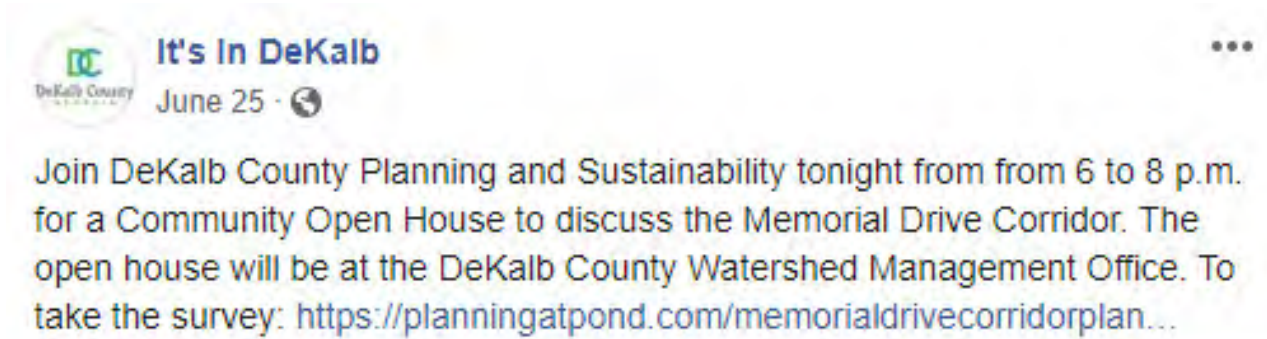 It's In DeKalb
DC
DeKalb County
GEORGIA
June 25 ·
Join DeKalb County Planning and Sustainability tonight from from 6 to 8 p.m.
for a Community Open House to discuss the Memorial Drive Corridor. The
open house will be at the DeKalb County Watershed Management Office. To
take the survey: https://planningatpond.com/memorialdrivecorridorplan...